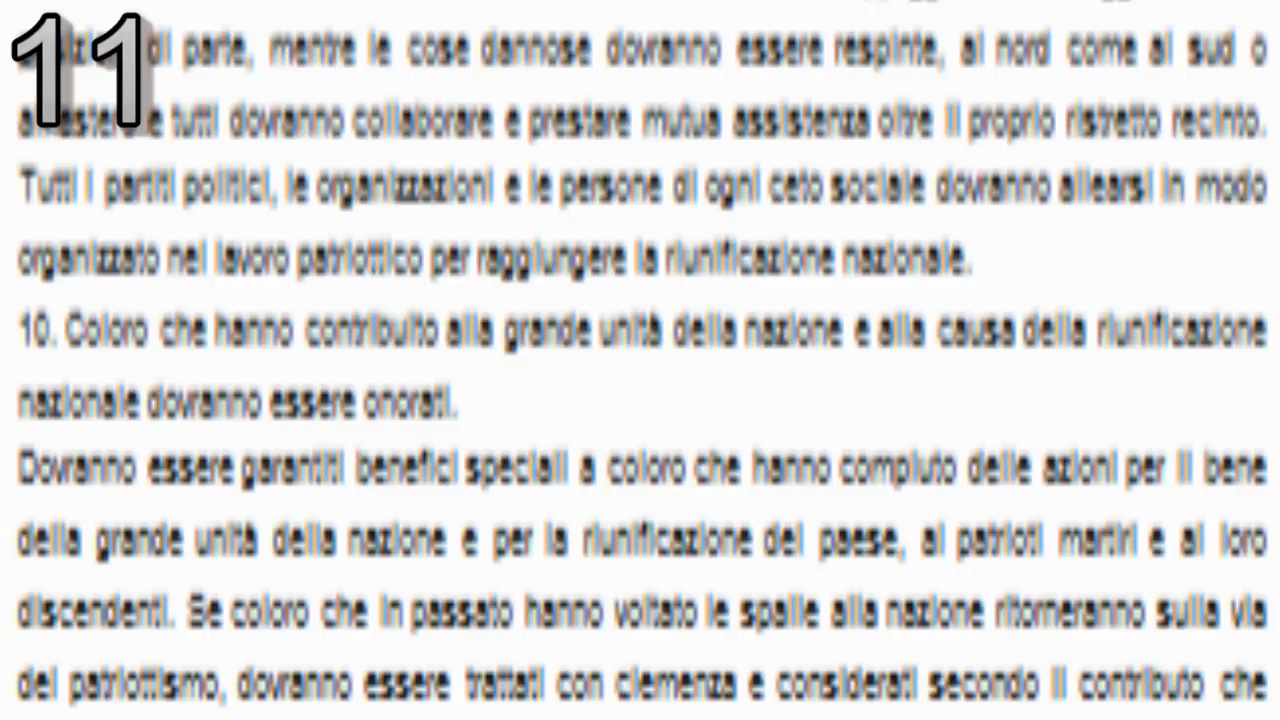 11
di parte, mentre le cose dannose dovranno essere respinte, al nord come al sud o
e tutti dovranno collaborare e prestare mutua assistenza oltre il proprio ristretto recinto.
Tutti i partiti politici, le organizzazioni e le persone di ogni ceto sociale dovranno allearsi in modo
organizzato nel lavoro patriottico per raggiungere la riunificazione nazionale.
10. Coloro che hanno contribuito alla grande unità della nazione e alla causa della riunificazione
nazionale dovranno essere onorati.
Dovranno essere garantiti benefici speciali a coloro che hanno compiuto delle azioni per il bene
della grande unità della nazione e per la riunificazione del paese, ai patrioti martiri e ai loro
discendenti. Se coloro che in passato hanno voltato le spalle alla nazione ritorneranno sulla via
del patriottismo, dovranno essere trattati con clemenza e considerati secondo il contributo che